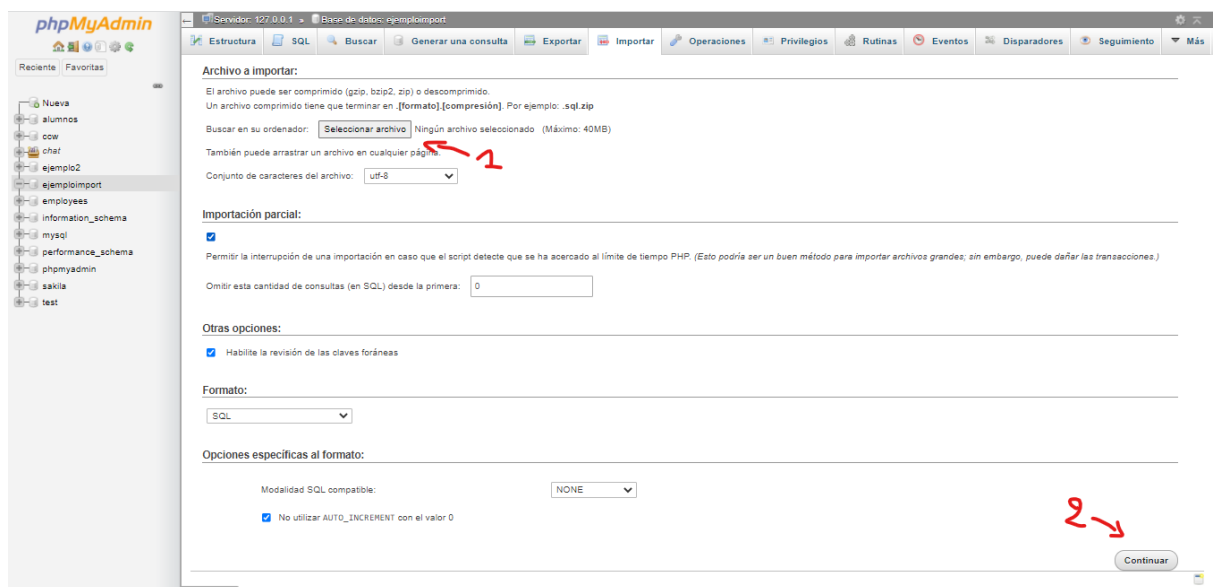 phpMyAdmin
Reciente Favoritas
Nueva
alumnos
cow
chat
ejemplo2
ejemploimport
employees
information_schema
mysql
performance_schema
phpmyadmin
sakila
test
Servidor: 127.0.0.1 » Base de datos: ejemploimport
Estructura SQL Buscar Generar una consulta Exportar Importar Operaciones Privilegios Rutinas Eventos Disparadores Seguimiento Más
Archivo a importar:
El archivo puede ser comprimido (gzip, bzip2, zip) o descomprimido.
Un archivo comprimido tiene que terminar en .[formato].[compresión]. Por ejemplo: .sql.zip
Buscar en su ordenador: Seleccionar archivo Ningún archivo seleccionado (Máximo: 40MB)
1
También puede arrastrar un archivo en cualquier página.
Conjunto de caracteres del archivo: utf-8
Importación parcial:
Permitir la interrupción de una importación en caso que el script detecte que se ha acercado al límite de tiempo PHP. (Esto podría ser un buen método para importar archivos grandes; sin embargo, puede dañar las transacciones.)
Omitir esta cantidad de consultas (en SQL) desde la primera: 0
Otras opciones:
Habilite la revisión de las claves foráneas
Formato:
SQL
Opciones específicas al formato:
Modalidad SQL compatible: NONE
No utilizar AUTO_INCREMENT con el valor 0
2
Continuar